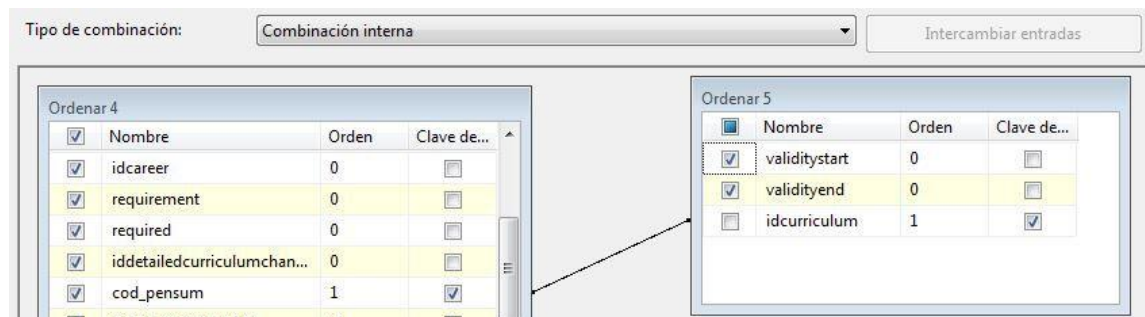 Tipo de combinación: Combinación interna Intercambiar entradas
Ordenar 4
Nombre Orden Clave de...
idcareer 0
requirement 0
required 0
iddetailedcurriculumchan... 0
cod_pensum 1
Ordenar 5
Nombre Orden Clave de...
validitystart 0
validityend 0
idcurriculum 1